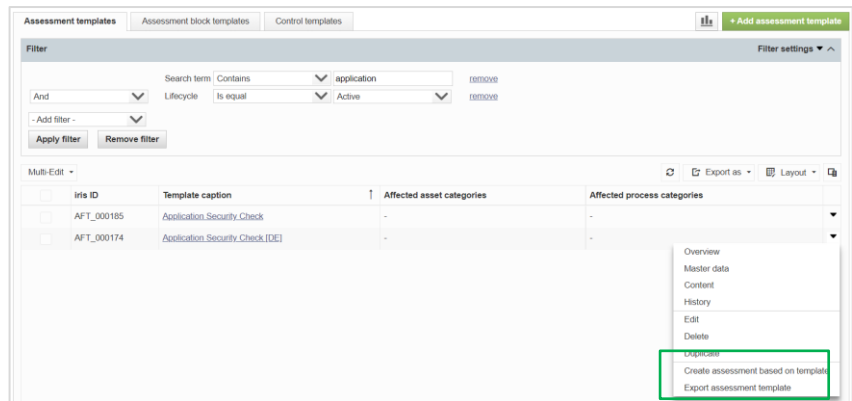 Assessment templates Assessment block templates Control templates + Add assessment template
Filter Filter settings
Search term Contains application remove
And Lifecycle Is equal Active remove
- Add filter -
Apply filter Remove filter
Multi-Edit Export as Layout
iris ID Template caption ↑ Affected asset categories Affected process categories
AFT_000185 Application Security Check - -
AFT_000174 Application Security Check [DE] - -
Overview
Master data
Content
History
Edit
Delete
Duplicate
Create assessment based on template
Export assessment template